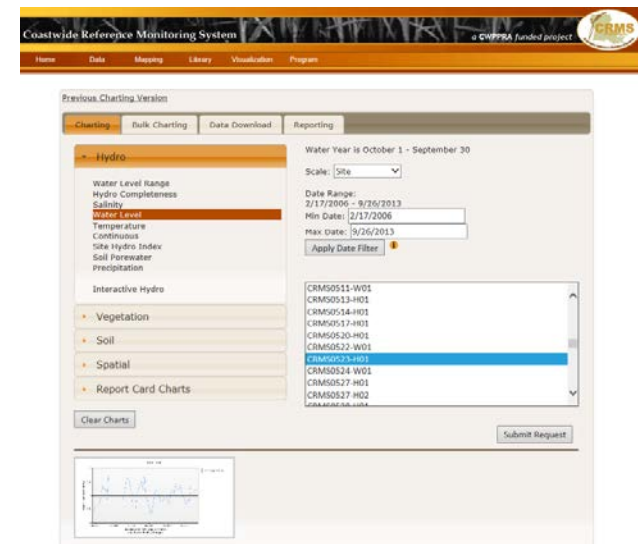 Coastwide Reference Monitoring System
a CWPPRA funded project
CRMS
Home Data Mapping Library Visualization Program
Previous Charting Version
Charting Bulk Charting Data Download Reporting
Hydro
Water Level Range
Hydro Completeness
Salinity
Water Level
Temperature
Continuous
Site Hydro Index
Soil Porewater
Precipitation
Interactive Hydro
Vegetation
Soil
Spatial
Report Card Charts
Clear Charts
Water Year is October 1 - September 30
Scale: Site
Date Range:
2/17/2006 - 9/26/2013
Min Date: 2/17/2006
Max Date: 9/26/2013
Apply Date Filter
CRMS0511-W01
CRMS0513-H01
CRMS0514-H01
CRMS0517-H01
CRMS0520-H01
CRMS0522-W01
CRMS0523-H01
CRMS0524-W01
CRMS0527-H01
CRMS0527-H02
CRMS0528-H01
Submit Request